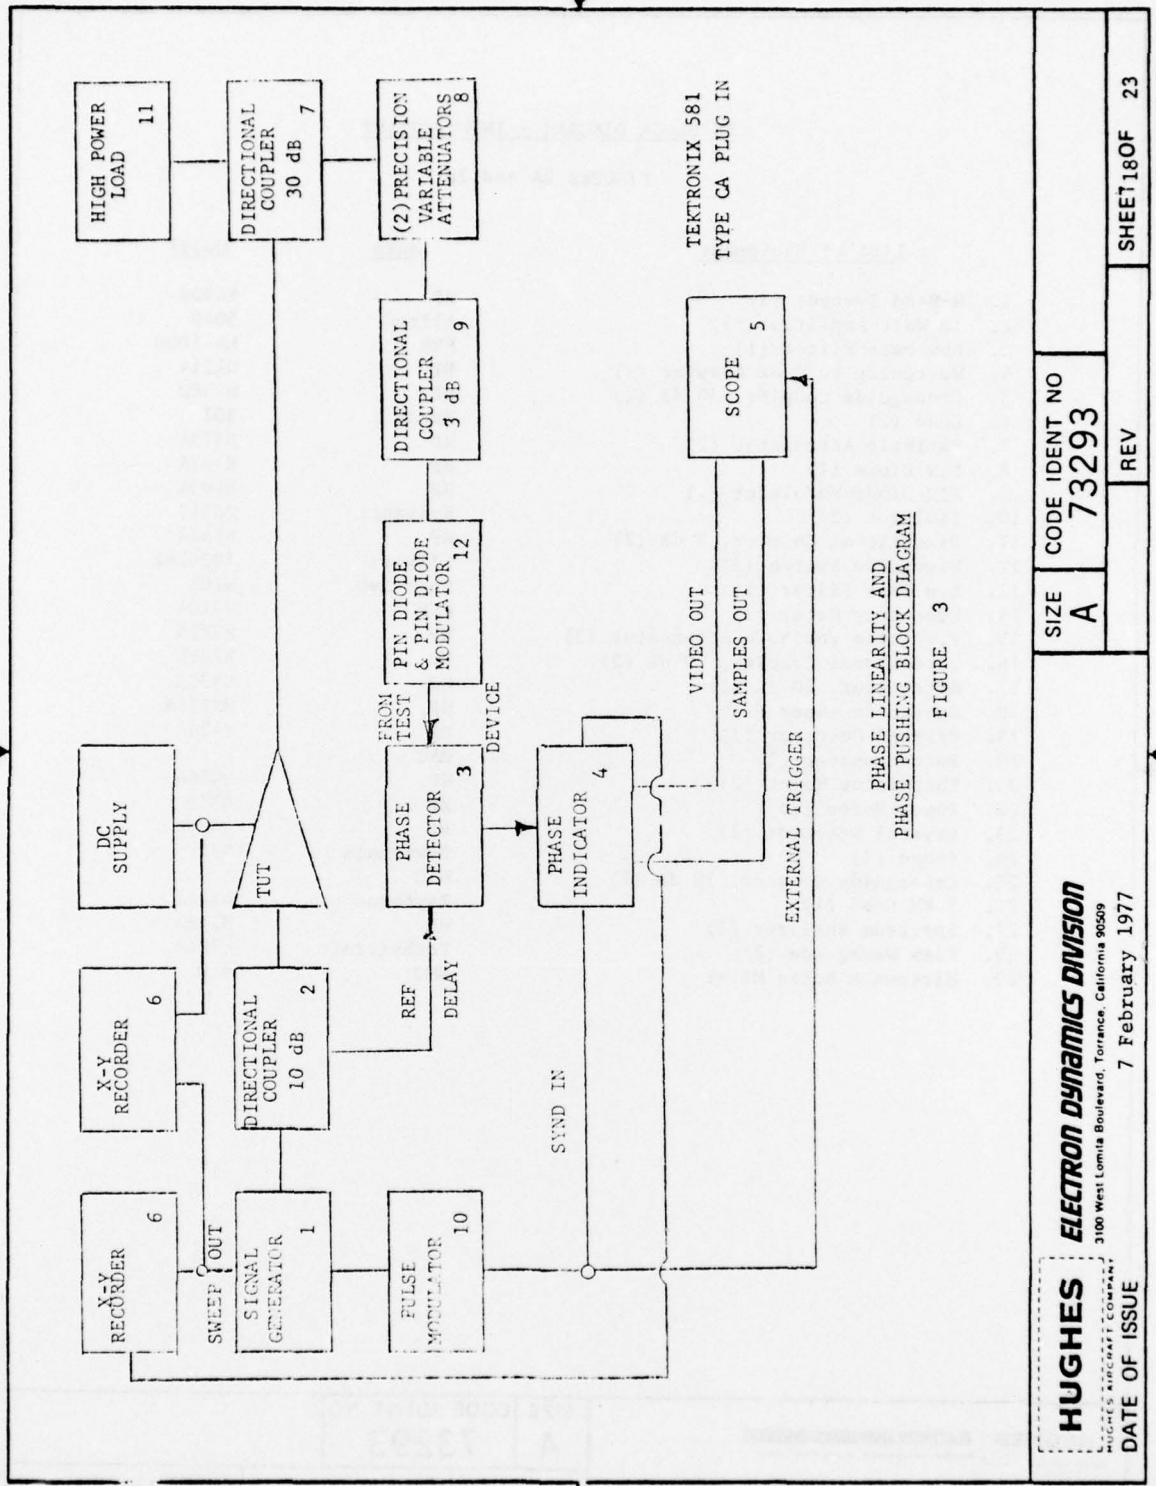 HIGH POWER
LOAD
11
DIRECTIONAL
COUPLER
7
30 dB
(2)PRECISION
VARIABLE
ATTENUATORS
8
DC
SUPPLY
TUT
X-Y
RECORDER
6
DIRECTIONAL
COUPLER
2
10 dB
X-Y
RECORDER
6
SWEEP OUT
SIGNAL
GENERATOR
1
PULSE
MODULATOR
10
REF
DELAY
PHASE
DETECTOR
3
FROM
TEST
DEVICE
PIN DIODE
& PIN DIODE
MODULATOR
12
DIRECTIONAL
COUPLER
3 dB
9
PHASE
INDICATOR
4
SYND IN
SCOPE
5
TEKTRONIX 581
TYPE CA PLUG IN
VIDEO OUT
SAMPLES OUT
EXTERNAL TRIGGER
PHASE LINEARITY AND
PHASE PUSHING BLOCK DIAGRAM
FIGURE 3
HUGHES
HUGHES AIRCRAFT COMPANY
ELECTRON DYNAMICS DIVISION
3100 West Lomita Boulevard, Torrance, California 90509
DATE OF ISSUE
7 February 1977
SIZE
A
CODE IDENT NO
73293
REV
SHEET 18 OF 23